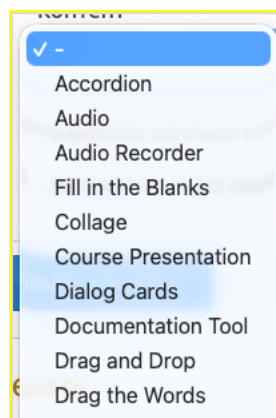 ✓ -
Accordion
Audio
Audio Recorder
Fill in the Blanks
Collage
Course Presentation
Dialog Cards
Documentation Tool
Drag and Drop
Drag the Words